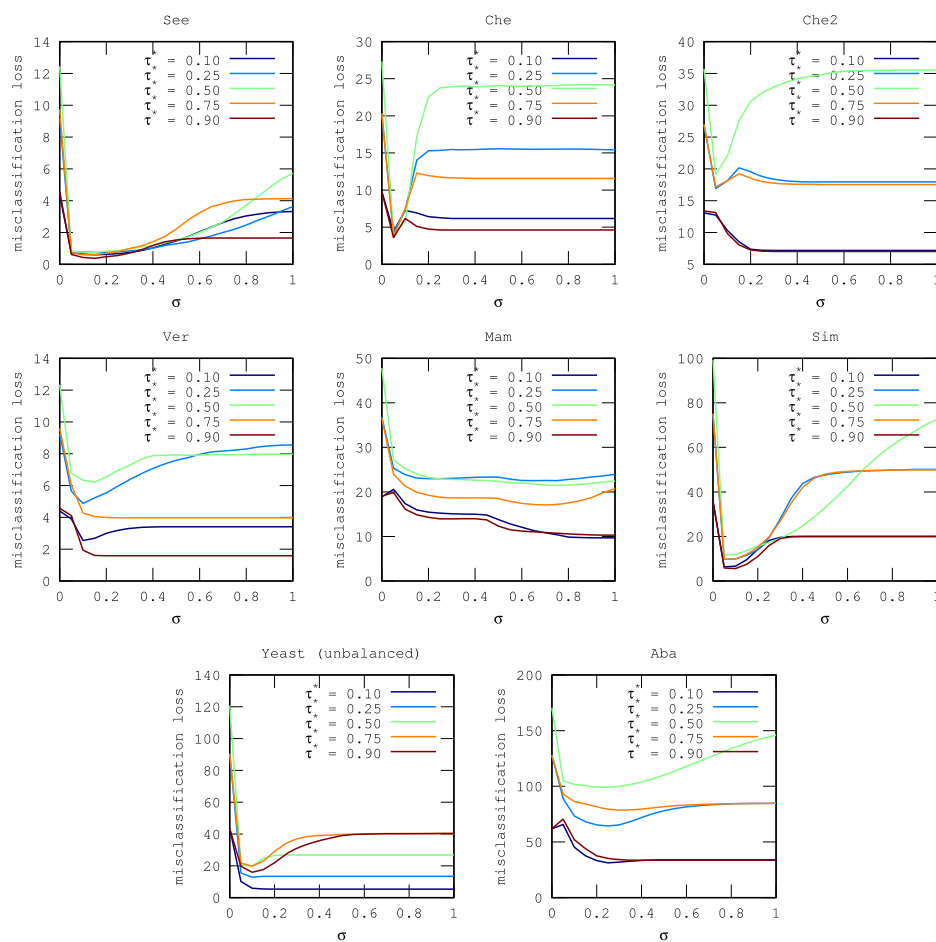 See
misclassification loss
14
12
10
8
6
4
2
0
τ* = 0.10
τ* = 0.25
τ* = 0.50
τ* = 0.75
τ* = 0.90
0 0.2 0.4 0.6 0.8 1
σ
Che
misclassification loss
30
25
20
15
10
5
0
τ* = 0.10
τ* = 0.25
τ* = 0.50
τ* = 0.75
τ* = 0.90
0 0.2 0.4 0.6 0.8 1
σ
Che2
misclassification loss
40
35
30
25
20
15
10
5
τ* = 0.10
τ* = 0.25
τ* = 0.50
τ* = 0.75
τ* = 0.90
0 0.2 0.4 0.6 0.8 1
σ
Ver
misclassification loss
14
12
10
8
6
4
2
0
τ* = 0.10
τ* = 0.25
τ* = 0.50
τ* = 0.75
τ* = 0.90
0 0.2 0.4 0.6 0.8 1
σ
Mam
misclassification loss
50
40
30
20
10
0
τ* = 0.10
τ* = 0.25
τ* = 0.50
τ* = 0.75
τ* = 0.90
0 0.2 0.4 0.6 0.8 1
σ
Sim
misclassification loss
100
80
60
40
20
0
τ* = 0.10
τ* = 0.25
τ* = 0.50
τ* = 0.75
τ* = 0.90
0 0.2 0.4 0.6 0.8 1
σ
Yeast (unbalanced)
misclassification loss
140
120
100
80
60
40
20
0
τ* = 0.10
τ* = 0.25
τ* = 0.50
τ* = 0.75
τ* = 0.90
0 0.2 0.4 0.6 0.8 1
σ
Aba
misclassification loss
200
150
100
50
0
τ* = 0.10
τ* = 0.25
τ* = 0.50
τ* = 0.75
τ* = 0.90
0 0.2 0.4 0.6 0.8 1
σ